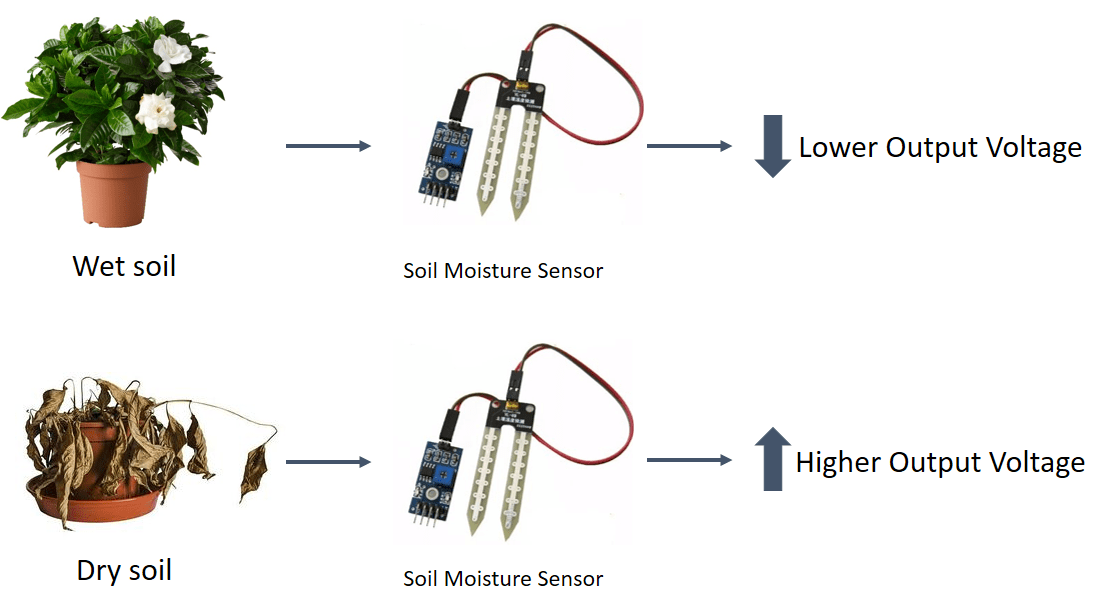 Lower Output Voltage
Wet soil
Soil Moisture Sensor
Higher Output Voltage
Dry soil
Soil Moisture Sensor